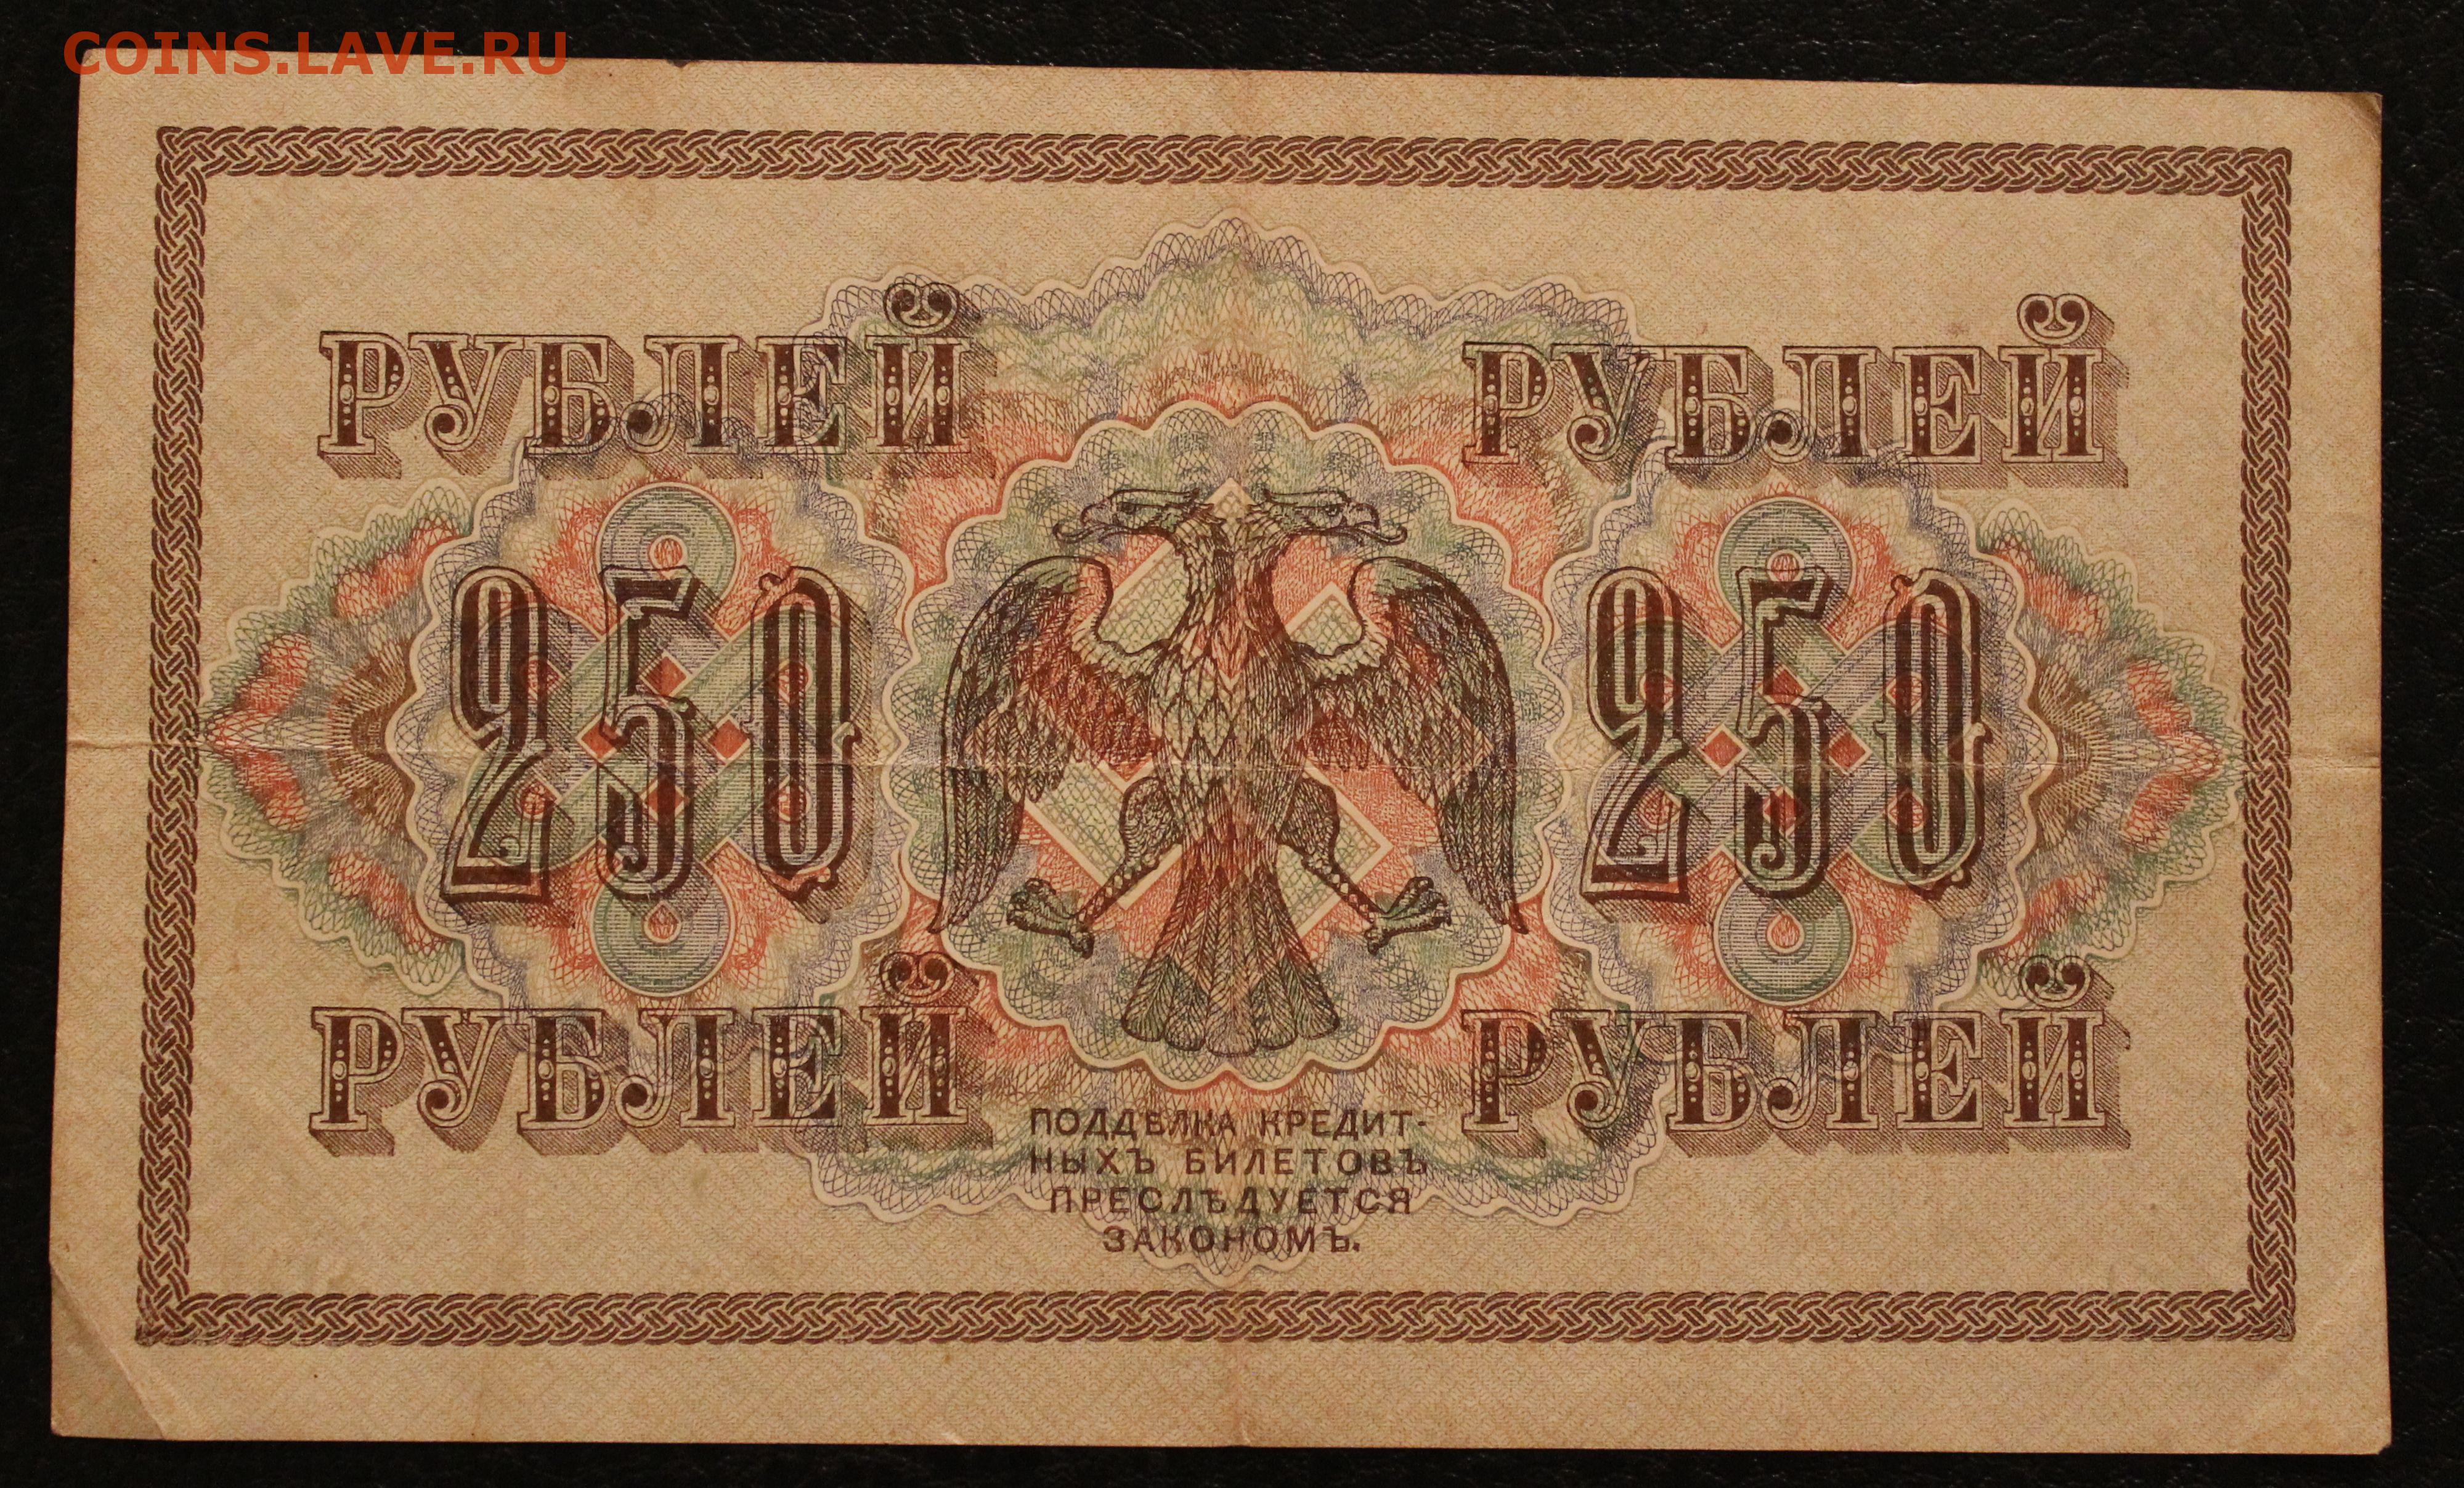 COINS.LAVE.RU
РУБЛЕЙ РУБЛЕЙ
250 250
РУБЛЕЙ РУБЛЕЙ
ПОДДѢЛКА КРЕДИТ-
НЫХЪ БИЛЕТОВЪ
ПРЕСЛѢДУЕТСЯ
ЗАКОНОМЪ.